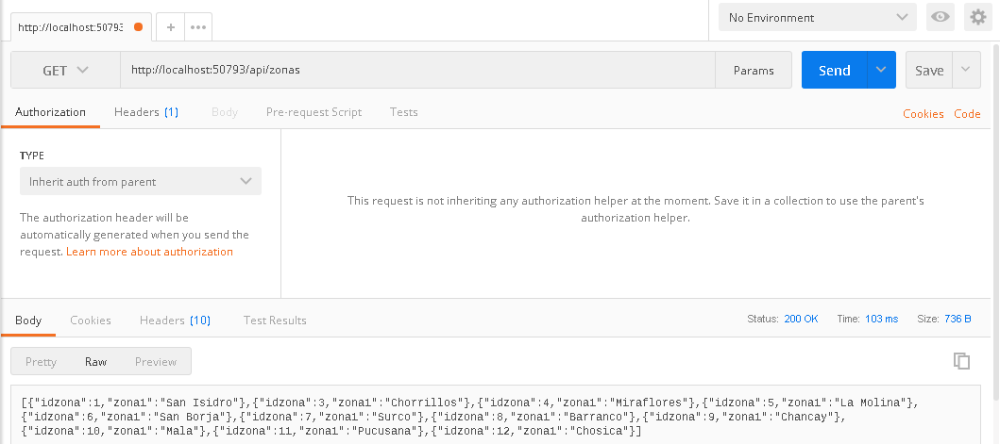 http://localhost:50793
No Environment
GET
http://localhost:50793/api/zonas
Params
Send
Save
Authorization
Headers (1)
Body
Pre-request Script
Tests
Cookies
Code
TYPE
Inherit auth from parent
The authorization header will be
automatically generated when you send the
request. Learn more about authorization
This request is not inheriting any authorization helper at the moment. Save it in a collection to use the parent's
authorization helper.
Body
Cookies
Headers (10)
Test Results
Status: 200 OK
Time: 103 ms
Size: 736 B
Pretty
Raw
Preview
[{"idzona":1,"zona1":"San Isidro"},{"idzona":3,"zona1":"Chorrillos"},{"idzona":4,"zona1":"Miraflores"},{"idzona":5,"zona1":"La Molina"},
{"idzona":6,"zona1":"San Borja"},{"idzona":7,"zona1":"Surco"},{"idzona":8,"zona1":"Barranco"},{"idzona":9,"zona1":"Chancay"},
{"idzona":10,"zona1":"Mala"},{"idzona":11,"zona1":"Pucusana"},{"idzona":12,"zona1":"Chosica"}]